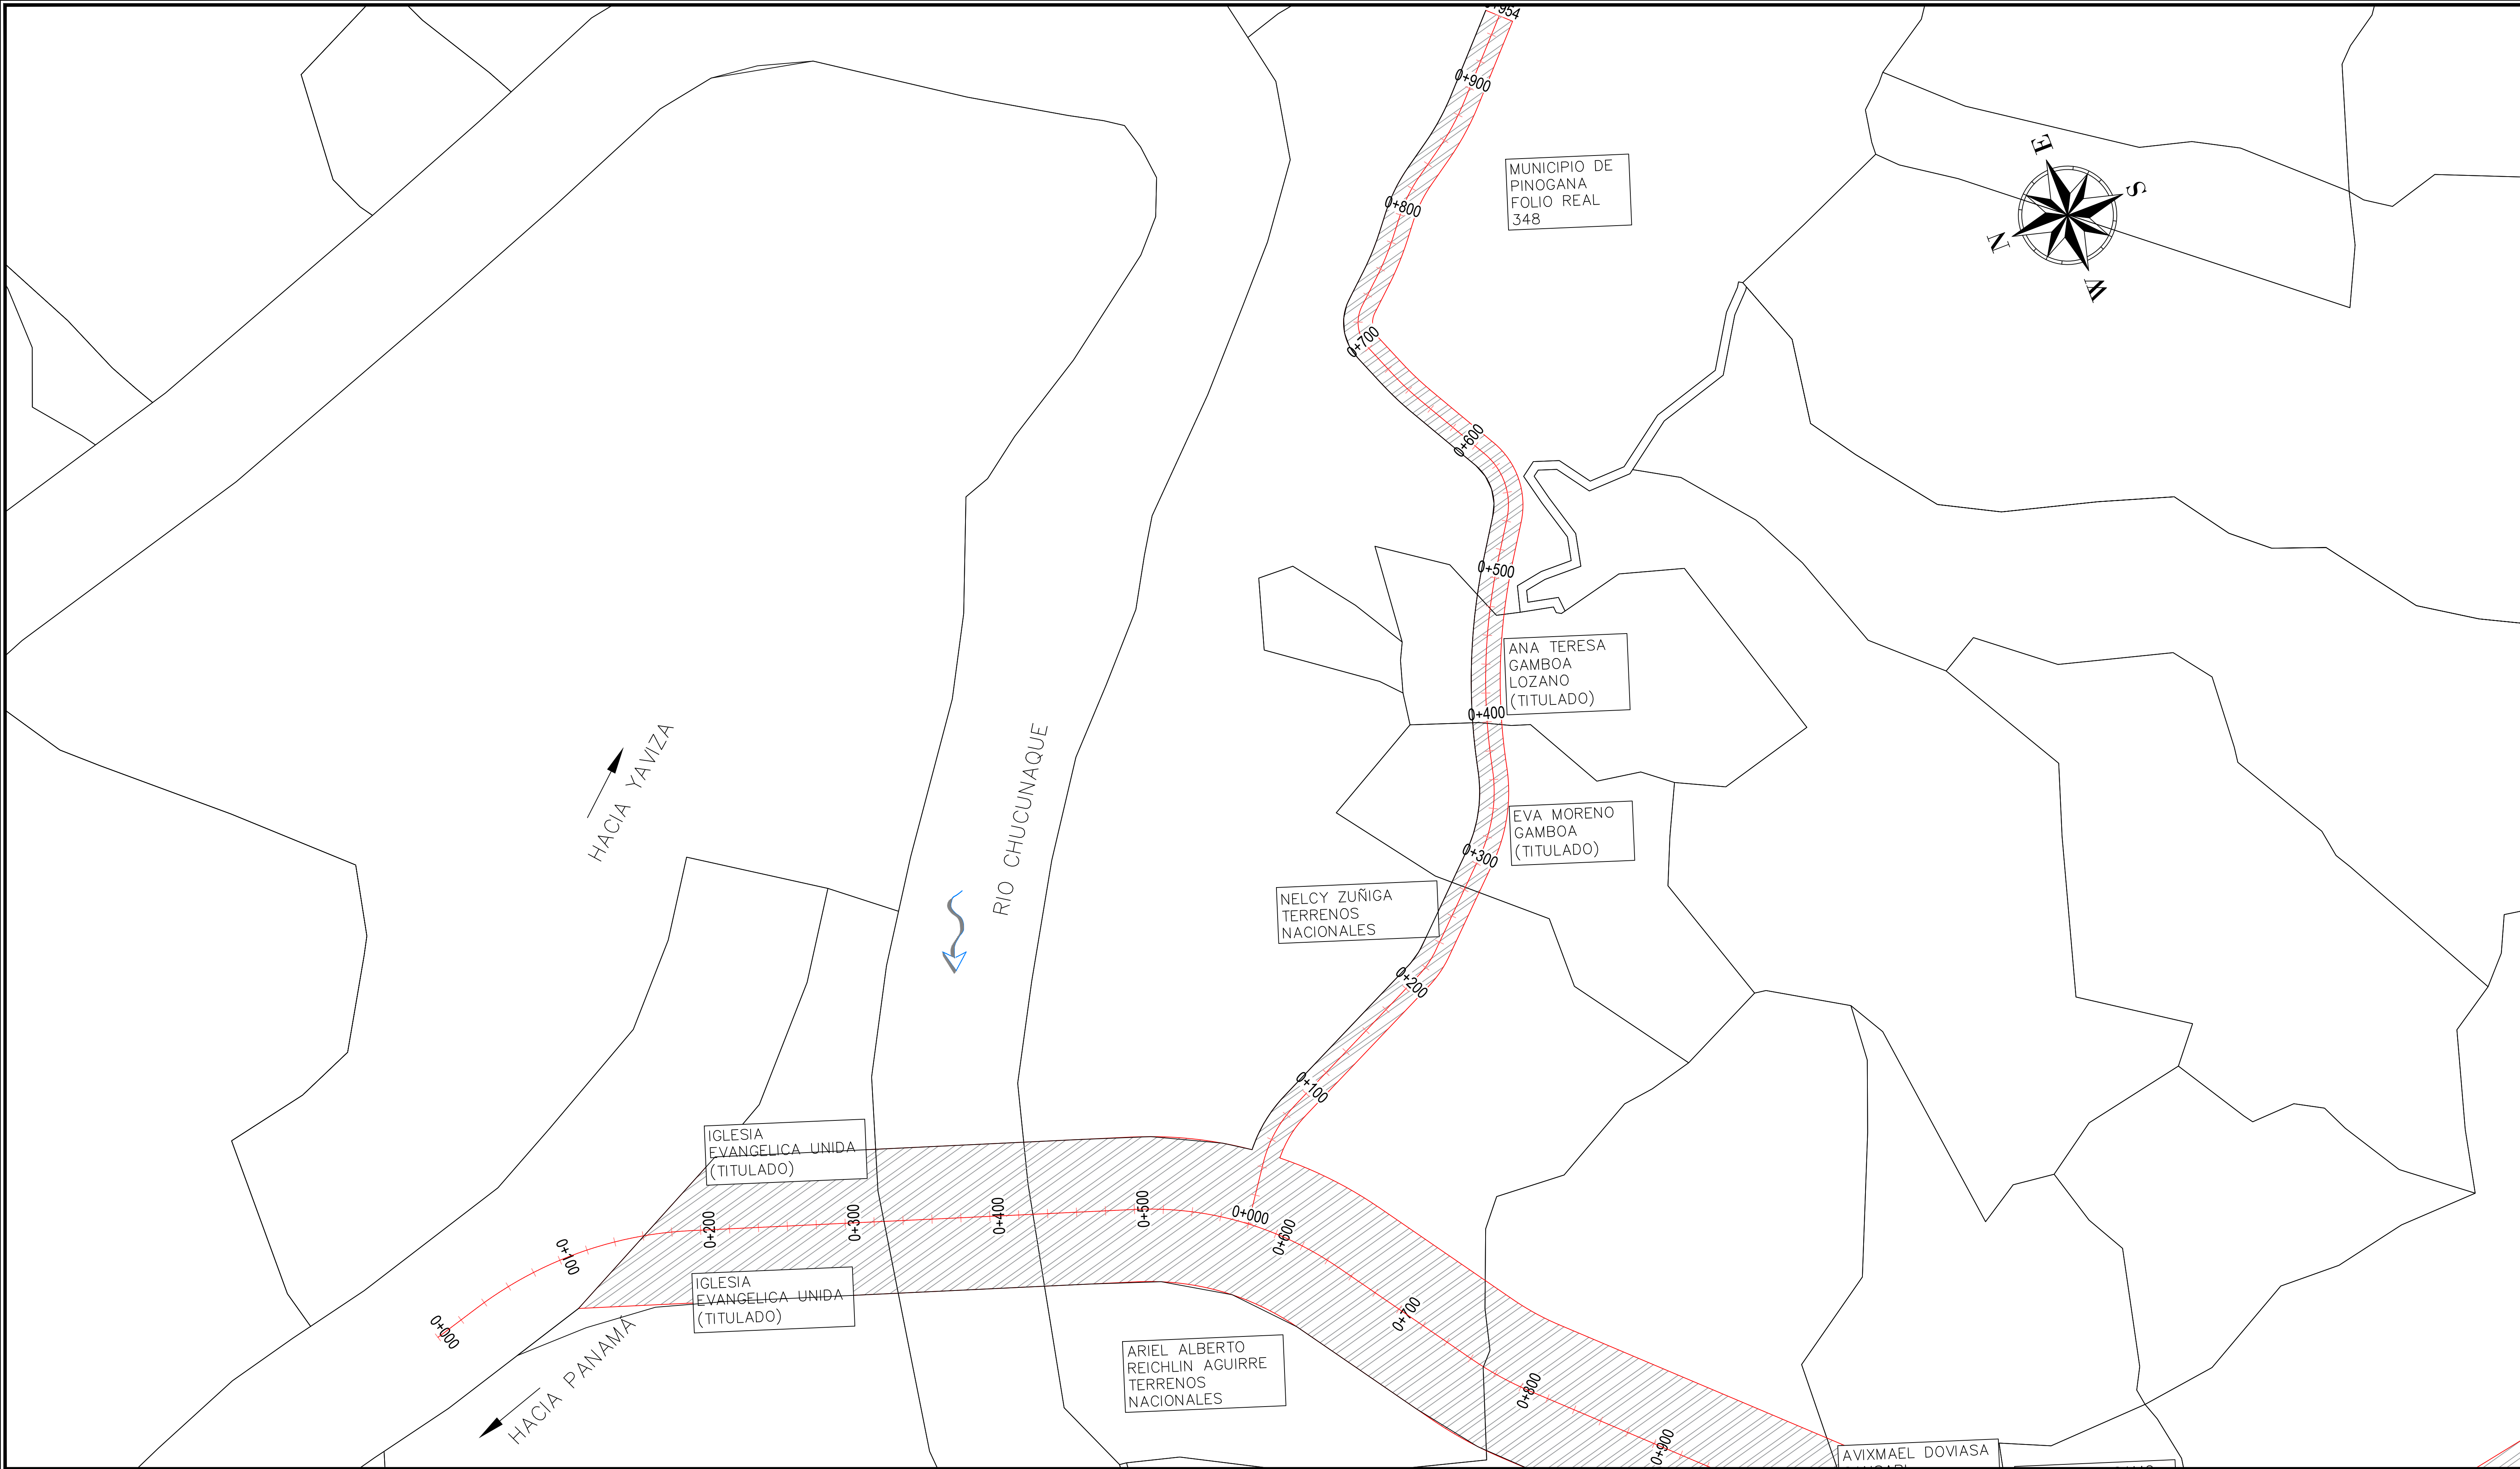 0+954
0+900
0+800
0+700
0+600
0+500
0+400
0+300
0+200
0+100
0+000
MUNICIPIO DE
PINOGANA
FOLIO REAL
348
E
S
N
W
ANA TERESA
GAMBOA
LOZANO
(TITULADO)
EVA MORENO
GAMBOA
(TITULADO)
NELCY ZUÑIGA
TERRENOS
NACIONALES
HACIA YAVIZA
RIO CHUCUNAQUE
IGLESIA
EVANGELICA UNIDA
(TITULADO)
0+000
0+100
0+200
0+300
0+400
0+500
0+600
0+700
0+800
0+900
IGLESIA
EVANGELICA UNIDA
(TITULADO)
HACIA PANAMA
ARIEL ALBERTO
REICHLIN AGUIRRE
TERRENOS
NACIONALES
AVIXMAEL DOVIASA